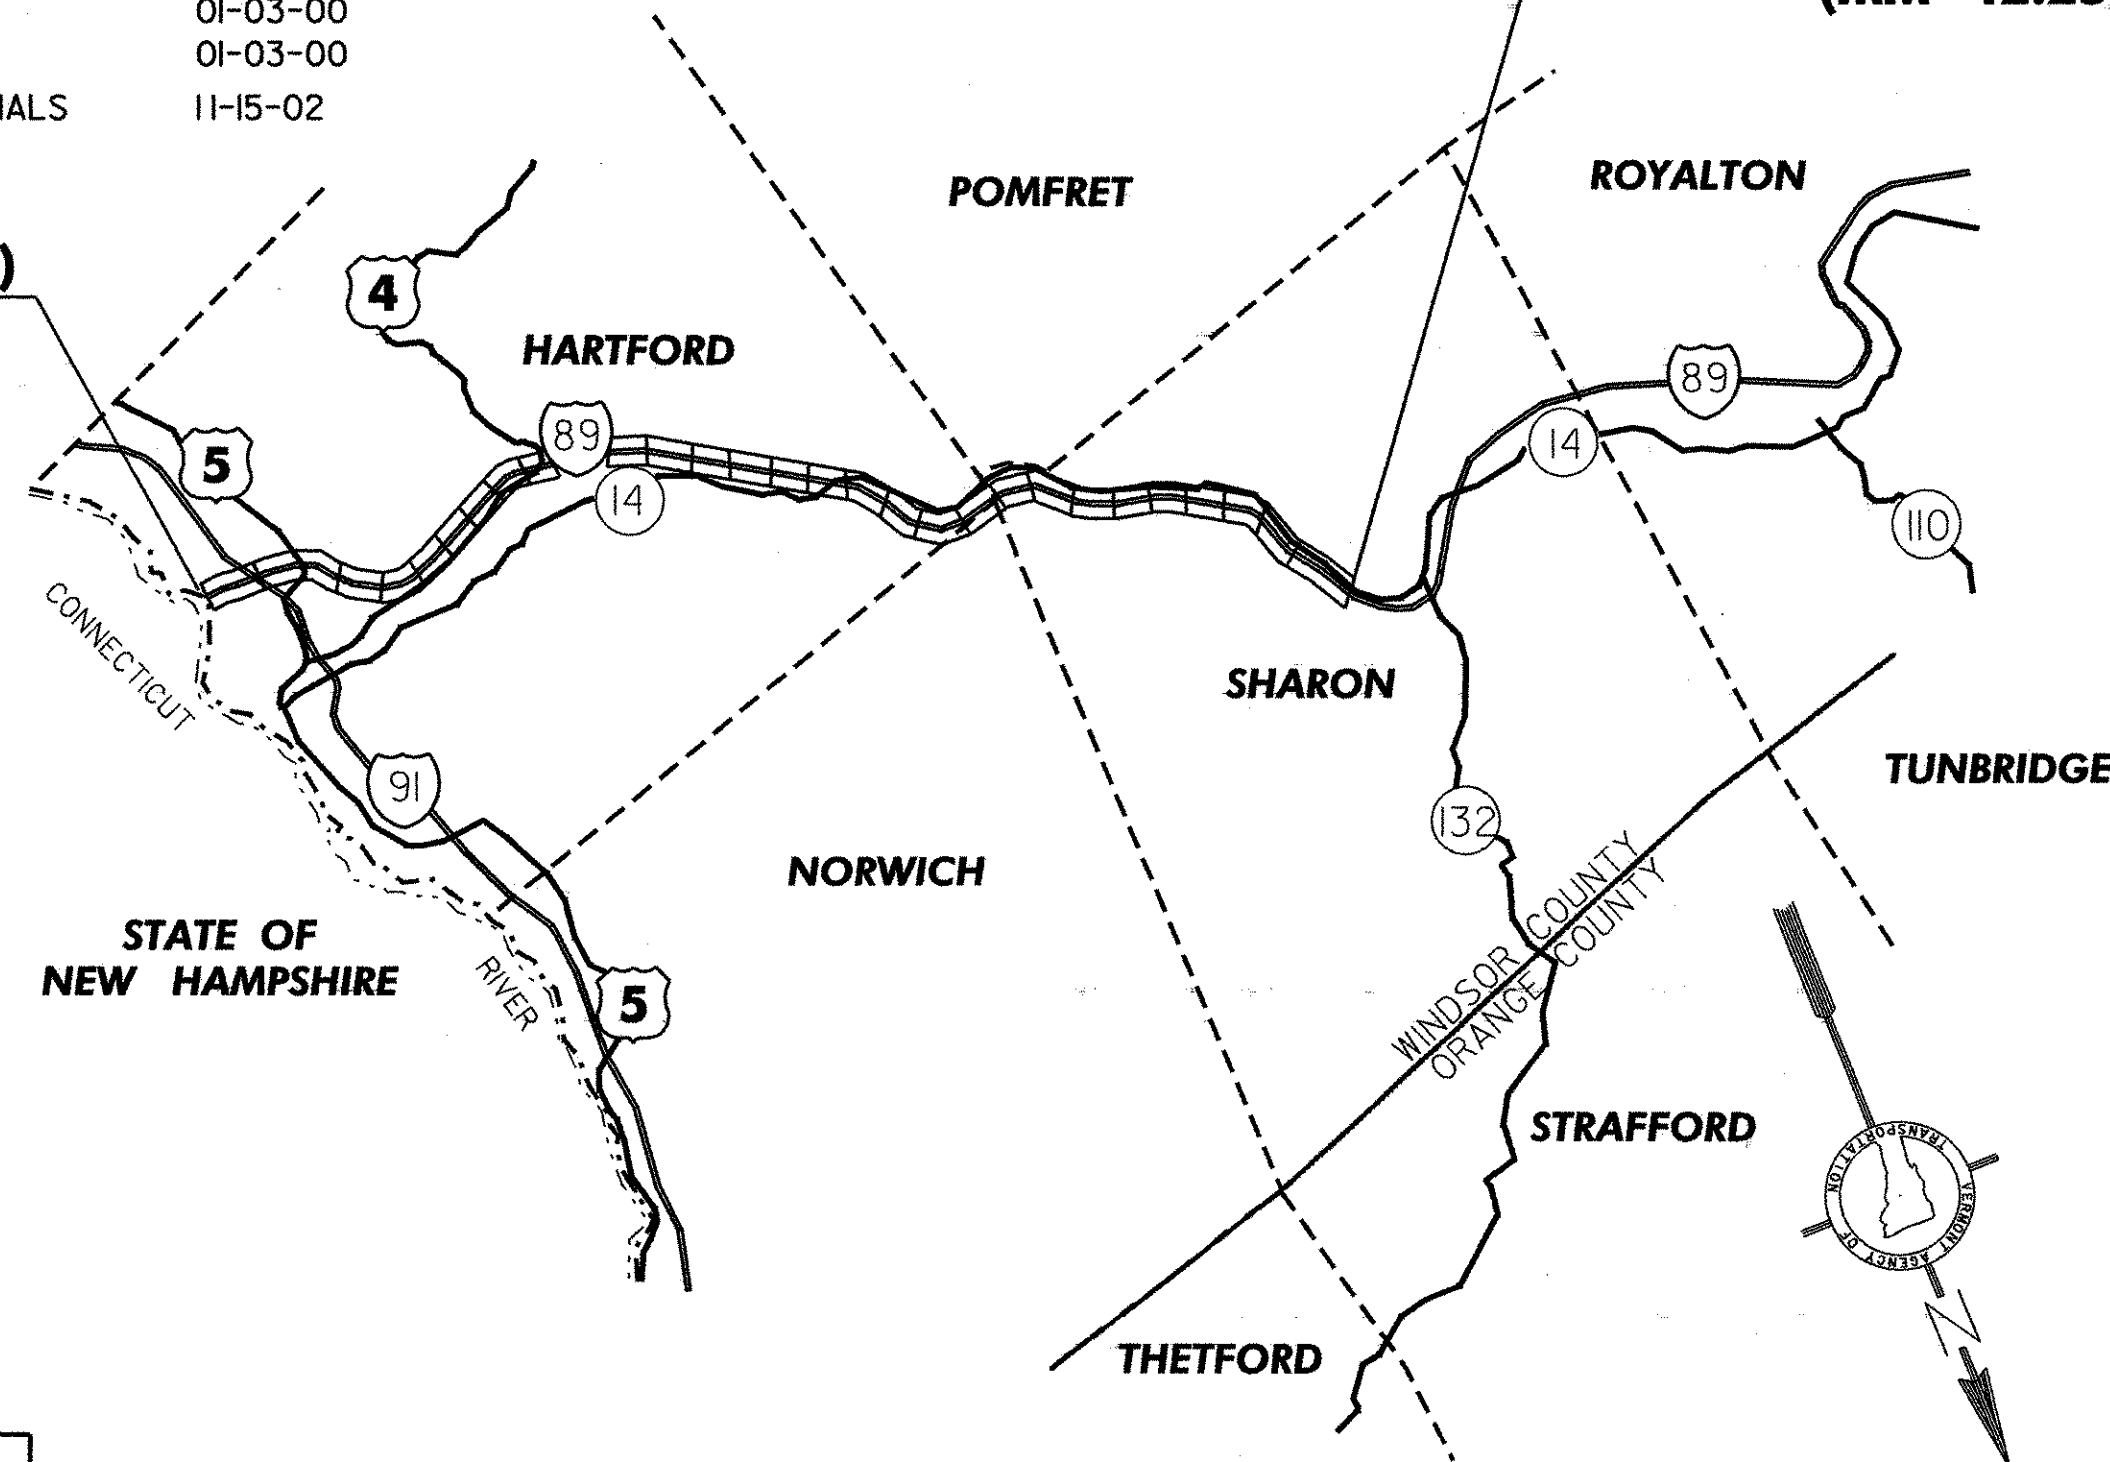 01-03-00
01-03-00
IALS 11-15-02
)
POMFRET
ROYALTON
4
HARTFORD
89
5
89
14
14
110
CONNECTICUT
SHARON
TUNBRIDGE
91
132
NORWICH
WINDSOR COUNTY
ORANGE COUNTY
STATE OF
NEW HAMPSHIRE
RIVER
5
STRAFFORD
VERMONT AGENCY OF TRANSPORTATION
N
THETFORD